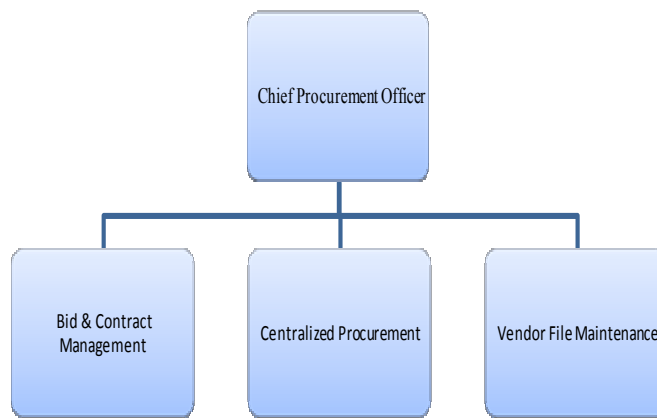 Chief Procurement Officer
Bid & Contract
Management
Centralized Procurement
Vendor File Maintenance